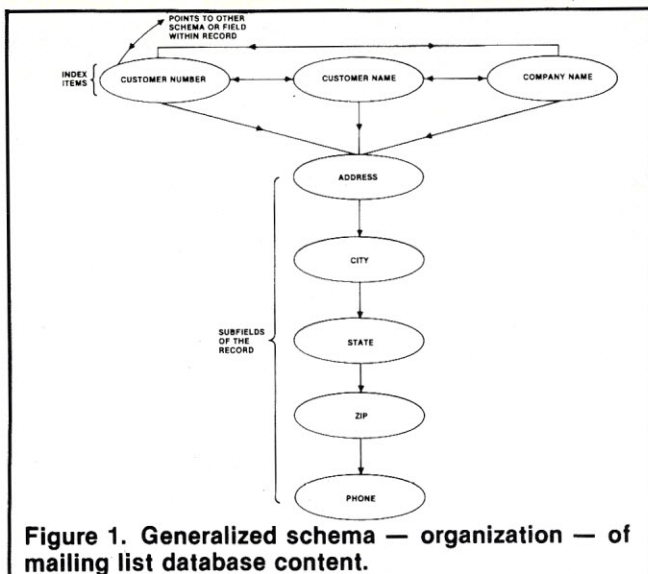 POINTS TO OTHER
SCHEMA OR FIELD
WITHIN RECORD
INDEX
ITEMS
CUSTOMER NUMBER
CUSTOMER NAME
COMPANY NAME
ADDRESS
CITY
SUBFIELDS
OF THE
RECORD
STATE
ZIP
PHONE
Figure 1. Generalized schema — organization — of
mailing list database content.